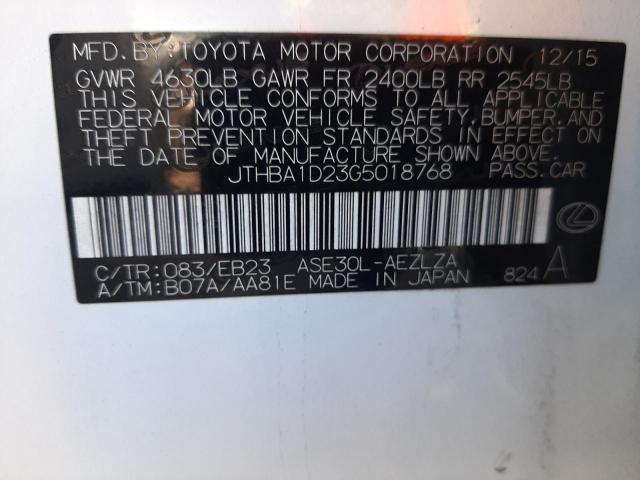 MFD.BY:TOYOTA MOTOR CORPORATION 12/15
GVWR 4630LB GAWR FR 2400LB RR 2545LB
THIS VEHICLE CONFORMS TO ALL APPLICABLE
FEDERAL MOTOR VEHICLE SAFETY,BUMPER,AND
THEFT PREVENTION STANDARDS IN EFFECT ON
THE DATE OF MANUFACTURE SHOWN ABOVE.
JTHBA1D23G5018768 PASS.CAR
C/TR:083/EB23 ASE30L-AEZLZA
A/TM:B07A/AA81E MADE IN JAPAN 824 A